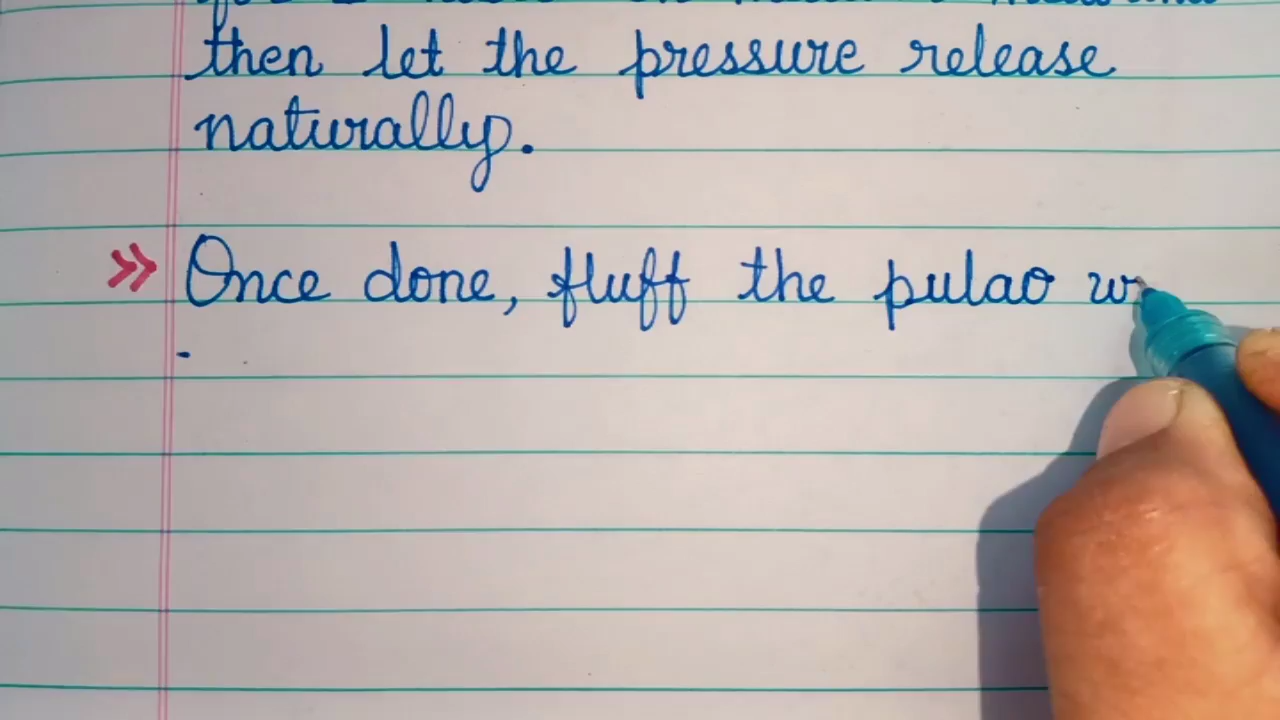 then let the pressure release
naturally.
» Once done, fluff the pulao w